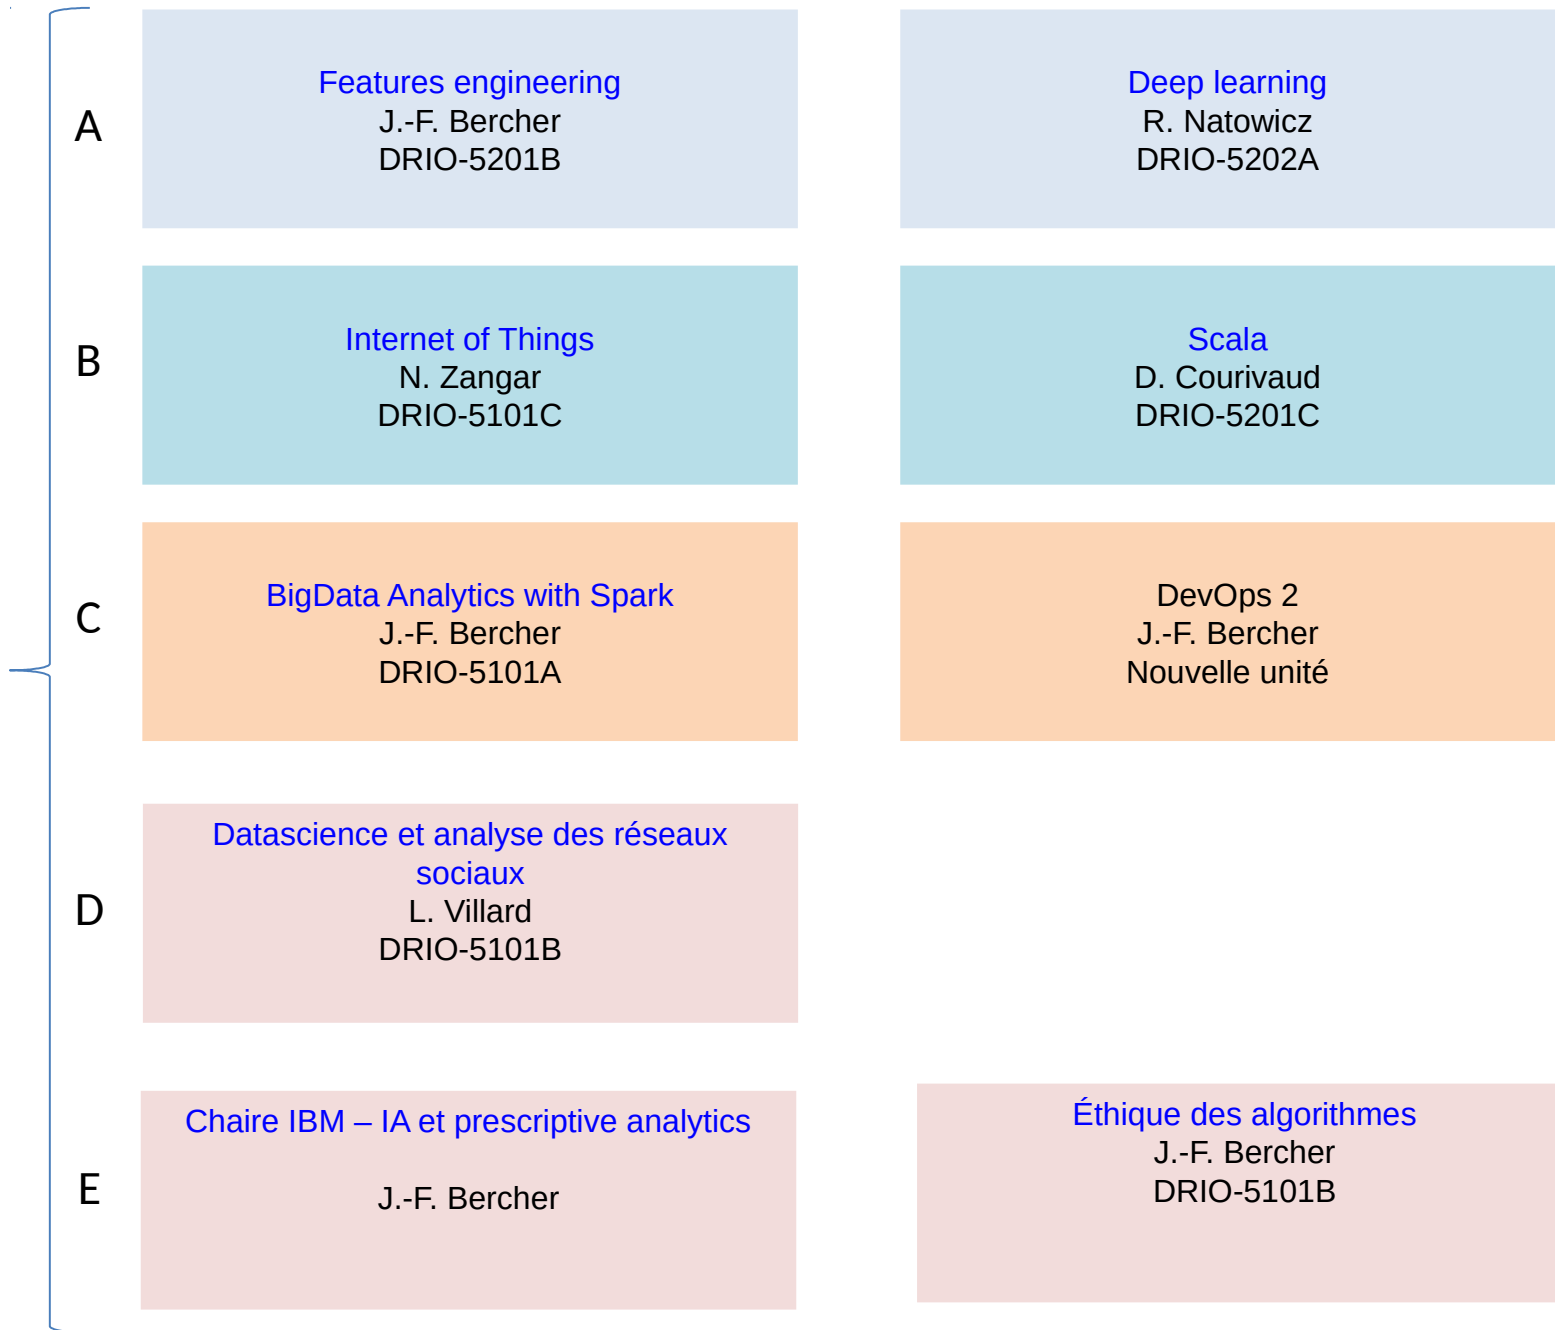 A
Features engineering
J.-F. Bercher
DRIO-5201B
Deep learning
R. Natowicz
DRIO-5202A
B
Internet of Things
N. Zangar
DRIO-5101C
Scala
D. Courivaud
DRIO-5201C
C
BigData Analytics with Spark
J.-F. Bercher
DRIO-5101A
DevOps 2
J.-F. Bercher
Nouvelle unité
D
Datascience et analyse des réseaux
sociaux
L. Villard
DRIO-5101B
E
Chaire IBM – IA et prescriptive analytics
J.-F. Bercher
Éthique des algorithmes
J.-F. Bercher
DRIO-5101B